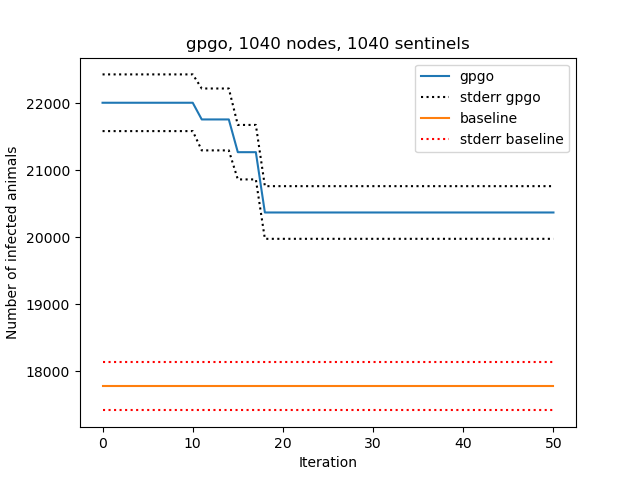 gpgo, 1040 nodes, 1040 sentinels
gpgo
stderr gpgo
baseline
stderr baseline
22000
21000
20000
19000
18000
Number of infected animals
0 10 20 30 40 50
Iteration